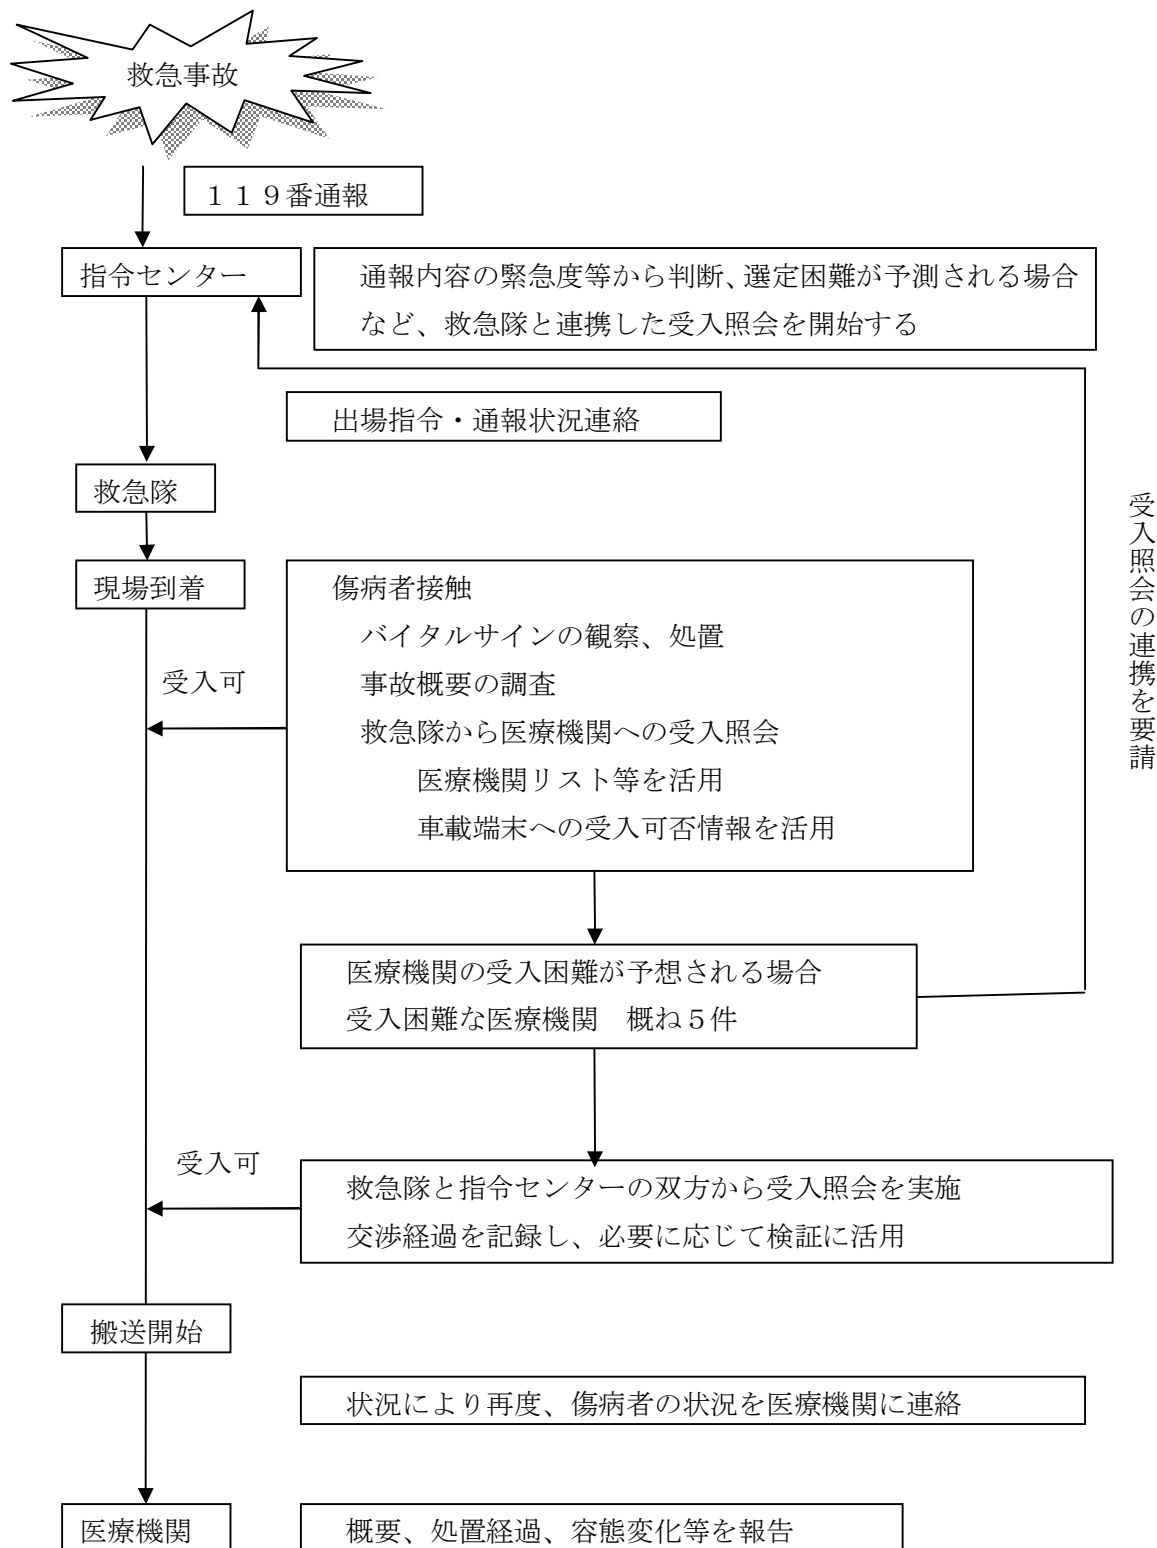 救急事故
１１９番通報
指令センター
通報内容の緊急度等から判断、選定困難が予測される場合
など、救急隊と連携した受入照会を開始する
出場指令・通報状況連絡
救急隊
受入照会の連携を要請
現場到着
傷病者接触
バイタルサインの観察、処置
事故概要の調査
受入可
救急隊から医療機関への受入照会
医療機関リスト等を活用
車載端末への受入可否情報を活用
医療機関の受入困難が予想される場合
受入困難な医療機関　概ね５件
受入可
救急隊と指令センターの双方から受入照会を実施
交渉経過を記録し、必要に応じて検証に活用
搬送開始
状況により再度、傷病者の状況を医療機関に連絡
医療機関
概要、処置経過、容態変化等を報告